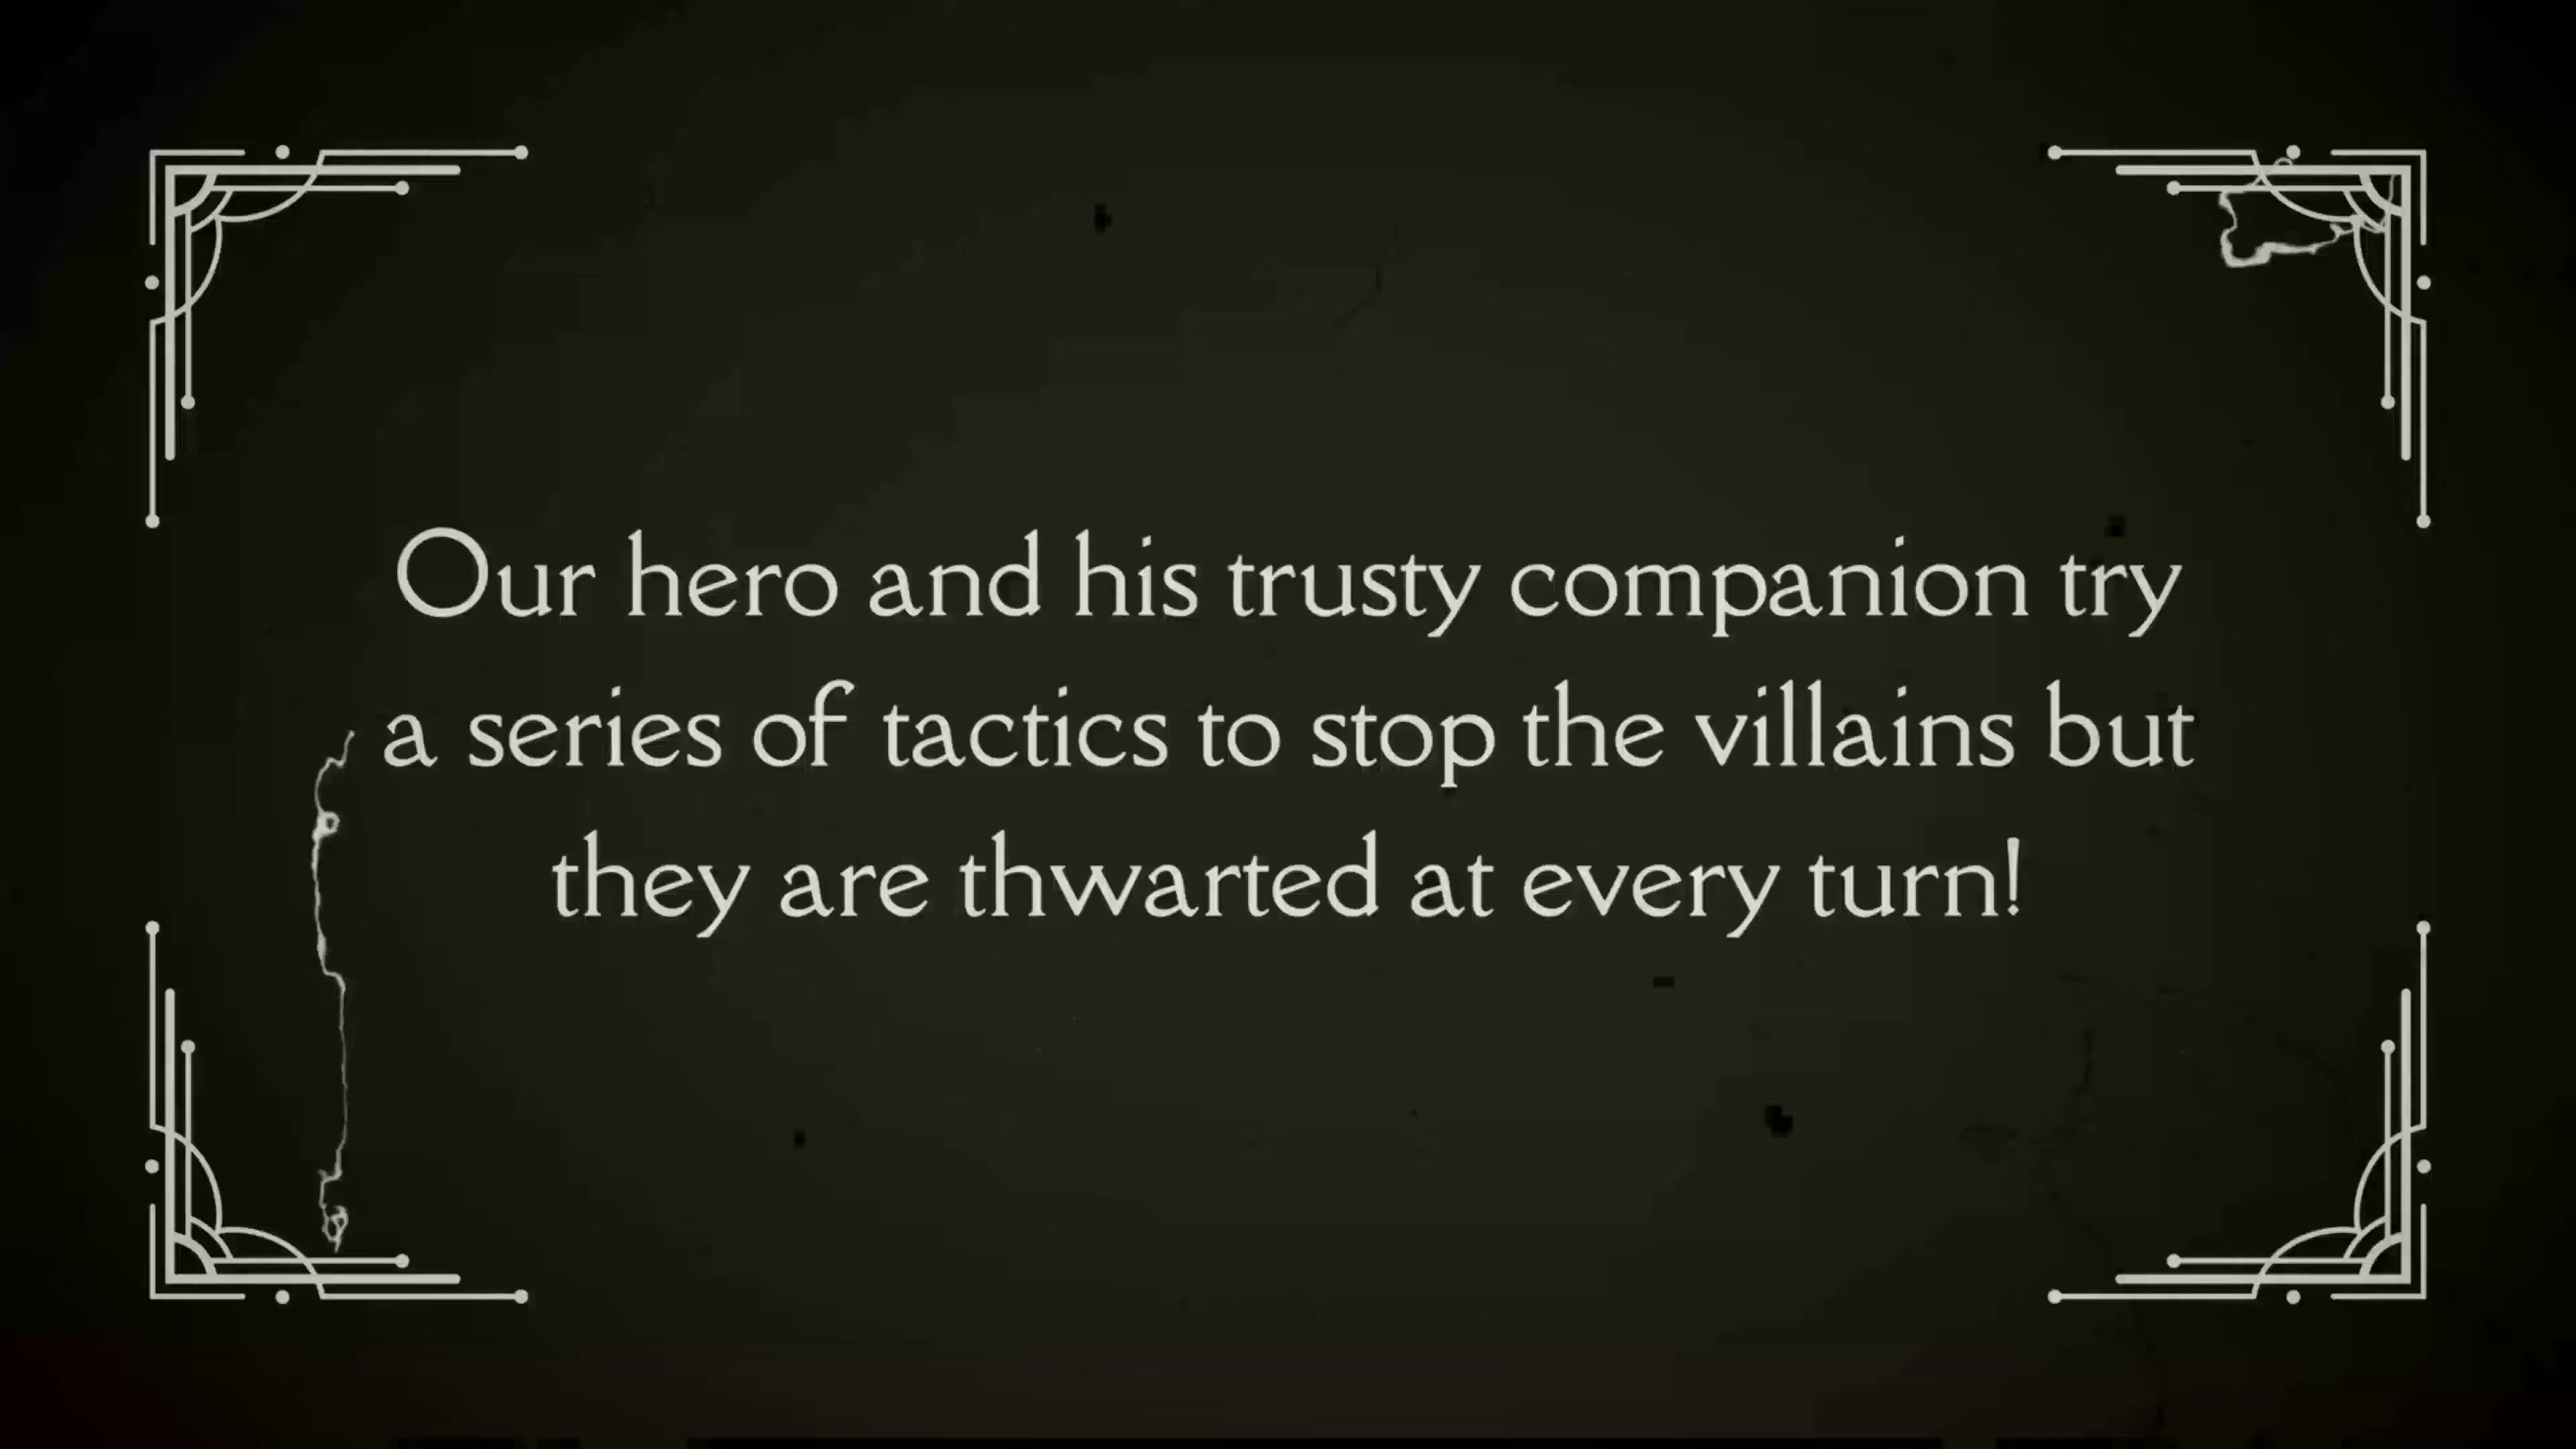 Our hero and his trusty companion try
a series of tactics to stop the villains but
they are thwarted at every turn!